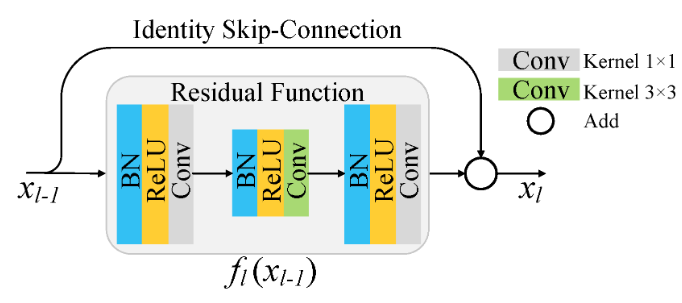 Identity Skip-Connection
Conv Kernel 1×1
Conv Kernel 3×3
Add
Residual Function
BN
ReLU
Conv
BN
ReLU
Conv
BN
ReLU
Conv
x_{l-1}
x_l
f_l(x_{l-1})